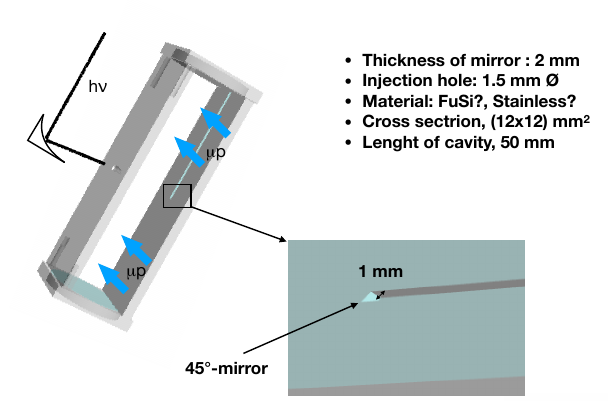 hν
μp
μp
• Thickness of mirror : 2 mm
• Injection hole: 1.5 mm Ø
• Material: FuSi?, Stainless?
• Cross sectrion, (12x12) mm²
• Lenght of cavity, 50 mm
1 mm
45°-mirror